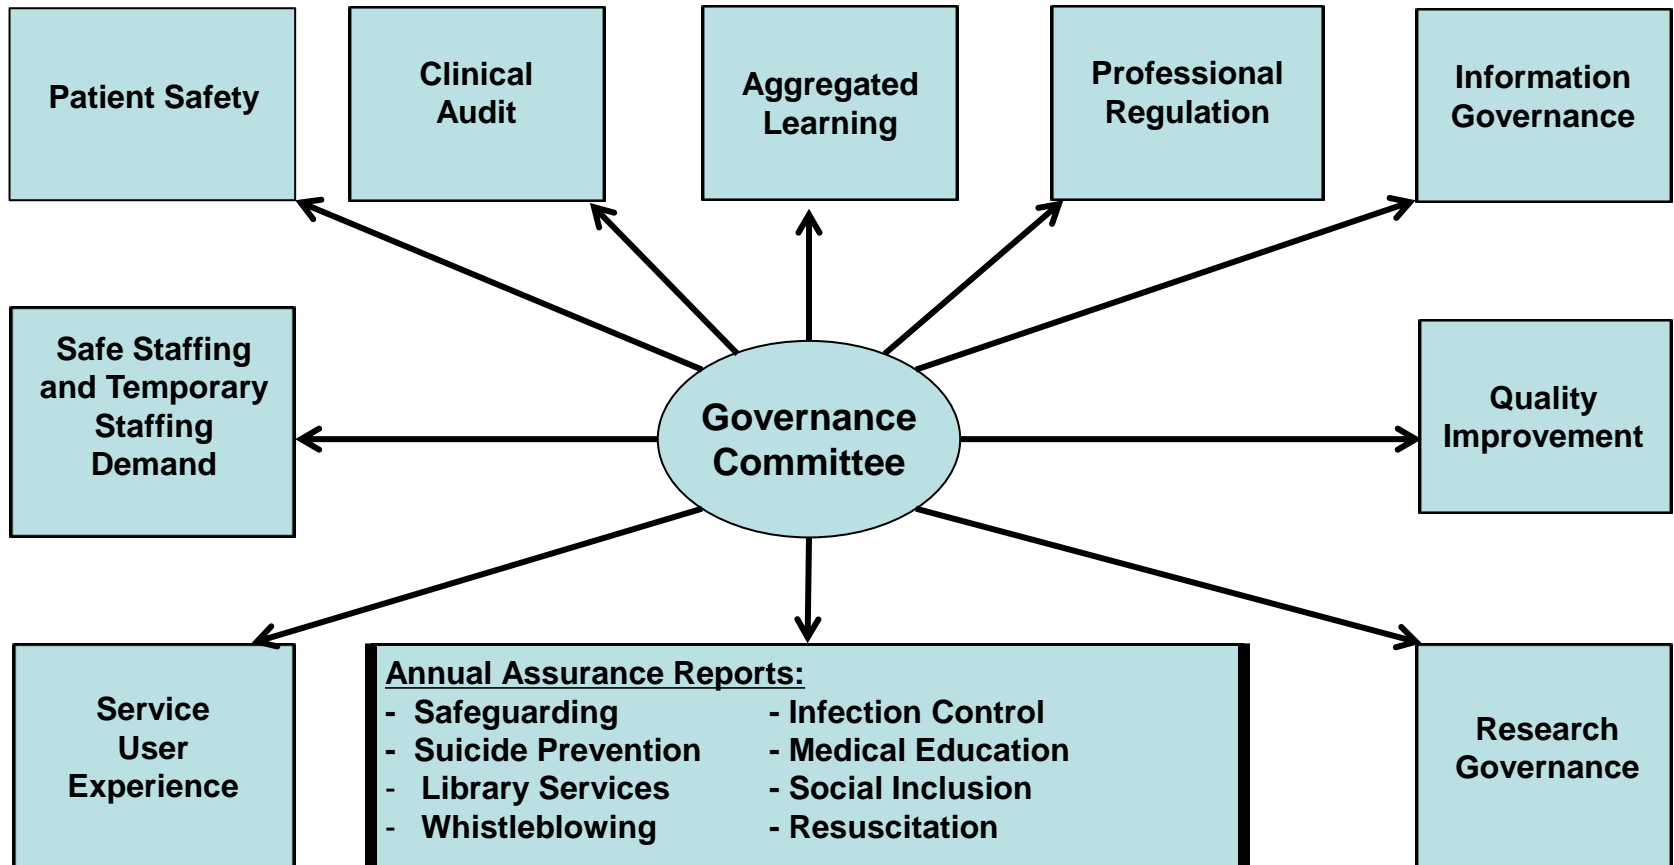 Patient Safety
Clinical
Audit
Aggregated
Learning
Professional
Regulation
Information
Governance
Safe Staffing
and Temporary
Staffing
Demand
Governance
Committee
Quality
Improvement
Service
User
Experience
Annual Assurance Reports:
- Safeguarding - Infection Control
- Suicide Prevention - Medical Education
- Library Services - Social Inclusion
- Whistleblowing - Resuscitation
Research
Governance